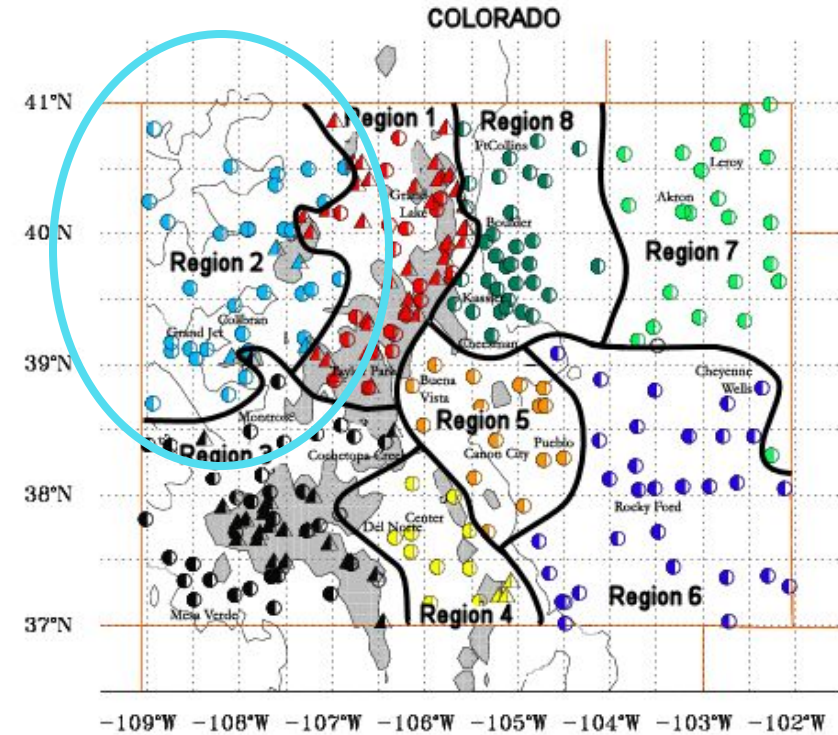 COLORADO
41°N
Region 1
Region 8
FtCollins
Leroy
Grand
Lake
Akron
Boulder
40°N
Region 2
Region 7
Kassler
Collbran
Grand Jct
Cheesman
39°N
Taylor Park
Buena
Vista
Cheyenne
Wells
Montrose
Region 5
Region 3
Cochetopa Creek
Canon City
Pueblo
38°N
Rocky Ford
Del Norte
Center
Mesa Verde
Region 4
Region 6
37°N
-109°W -108°W -107°W -106°W -105°W -104°W -103°W -102°W